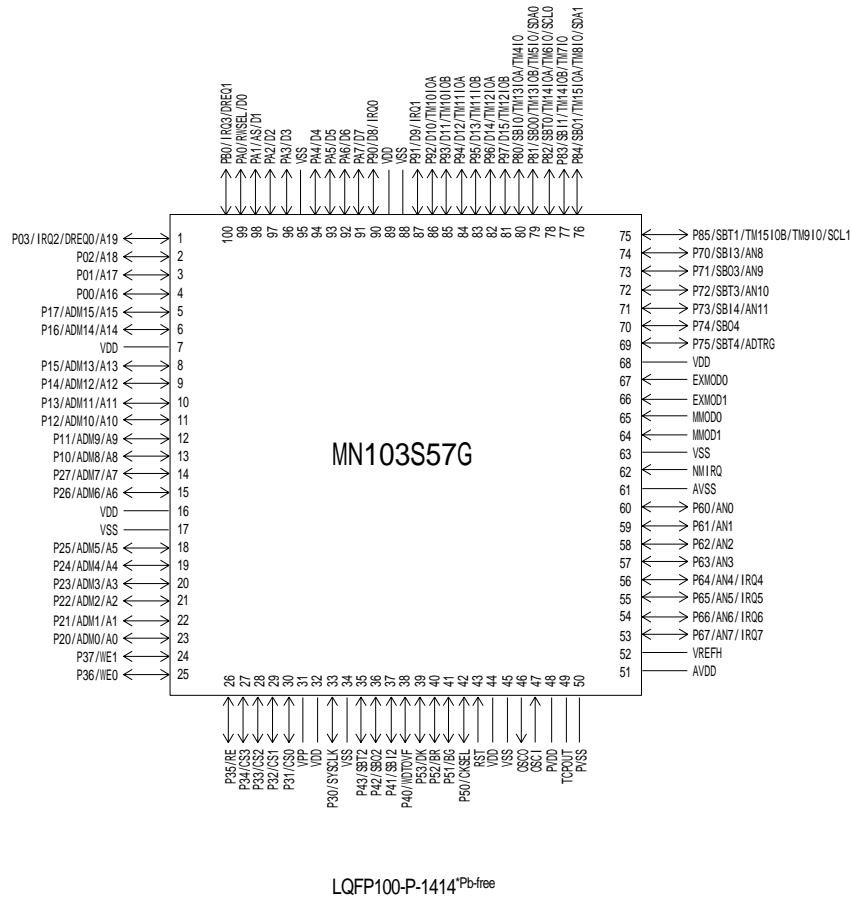 PB0/IRQ3/DREQ1
PA0/RWSEL/D0
PA1/AS/D1
PA2/D2
PA3/D3
VSS
PA4/D4
PA5/D5
PA6/D6
PA7/D7
P90/D8/IRQ0
VDD
VSS
P91/D9/IRQ1
P92/D10/TM10IOA
P93/D11/TM10IOB
P94/D12/TM11IOA
P95/D13/TM11IOB
P96/D14/TM12IOA
P97/D15/TM12IOB
P80/SBI0/TM13IOA/TM4IO
P81/SBO0/TM13IOB/TM5IO/SDA0
P82/SBT0/TM14IOA/TM6IO/SCL0
P83/SBI1/TM14IOB/TM7IO
P84/SBO1/TM15IOA/TM8IO/SDA1
100 99 98 97 96 95 94 93 92 91 90 89 88 87 86 85 84 83 82 81 80 79 78 77 76
P03/IRQ2/DREQ0/A19 1
P02/A18 2
P01/A17 3
P00/A16 4
P17/ADM15/A15 5
P16/ADM14/A14 6
VDD 7
P15/ADM13/A13 8
P14/ADM12/A12 9
P13/ADM11/A11 10
P12/ADM10/A10 11
P11/ADM9/A9 12
P10/ADM8/A8 13
P27/ADM7/A7 14
P26/ADM6/A6 15
VDD 16
VSS 17
P25/ADM5/A5 18
P24/ADM4/A4 19
P23/ADM3/A3 20
P22/ADM2/A2 21
P21/ADM1/A1 22
P20/ADM0/A0 23
P37/WE1 24
P36/WE0 25
MN103S57G
75 P85/SBT1/TM15IOB/TM9IO/SCL1
74 P70/SBI3/AN8
73 P71/SBO3/AN9
72 P72/SBT3/AN10
71 P73/SBI4/AN11
70 P74/SBO4
69 P75/SBT4/ADTRG
68 VDD
67 EXMOD0
66 EXMOD1
65 MMOD0
64 MMOD1
63 VSS
62 NMIRQ
61 AVSS
60 P60/AN0
59 P61/AN1
58 P62/AN2
57 P63/AN3
56 P64/AN4/IRQ4
55 P65/AN5/IRQ5
54 P66/AN6/IRQ6
53 P67/AN7/IRQ7
52 VREFH
51 AVDD
26 27 28 29 30 31 32 33 34 35 36 37 38 39 40 41 42 43 44 45 46 47 48 49 50
P35/RE
P34/CS3
P33/CS2
P32/CS1
P31/CS0
VPP
VDD
P30/SYSCLK
VSS
P43/SBT2
P42/SBO2
P41/SBI2
P40/WDTOVF
P53/DK
P52/BR
P51/BG
P50/CKSEL
RST
VDD
VSS
OSCO
OSCI
PVDD
TCPOUT
PVSS
LQFP100-P-1414*Pb-free